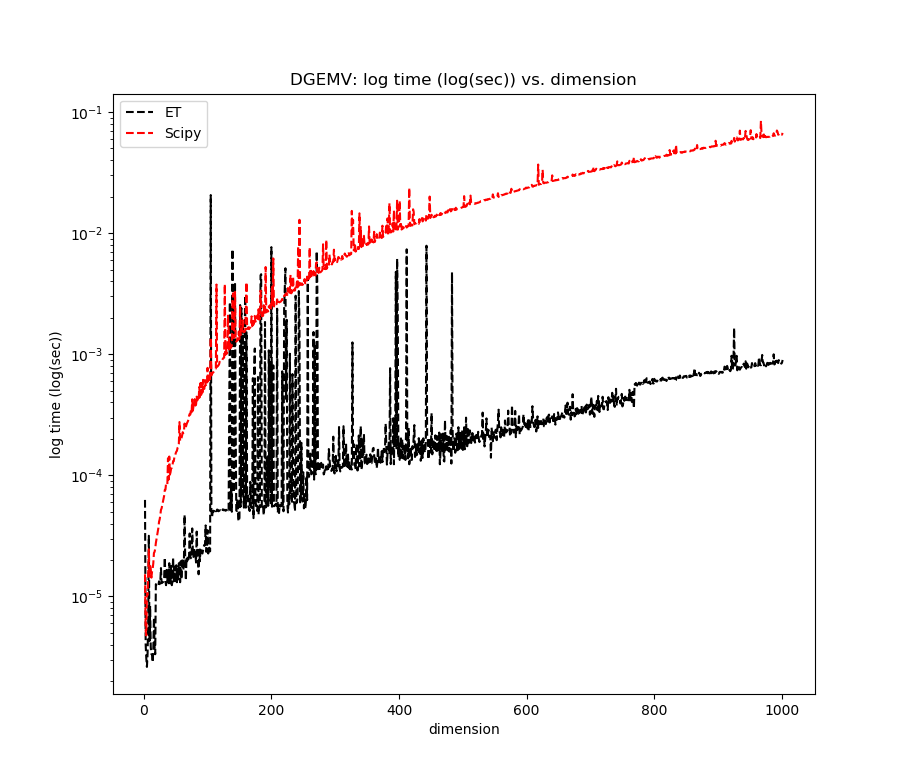 DGEMV: log time (log(sec)) vs. dimension
ET
Scipy
10⁻¹
10⁻²
10⁻³
10⁻⁴
10⁻⁵
log time (log(sec))
0 200 400 600 800 1000
dimension